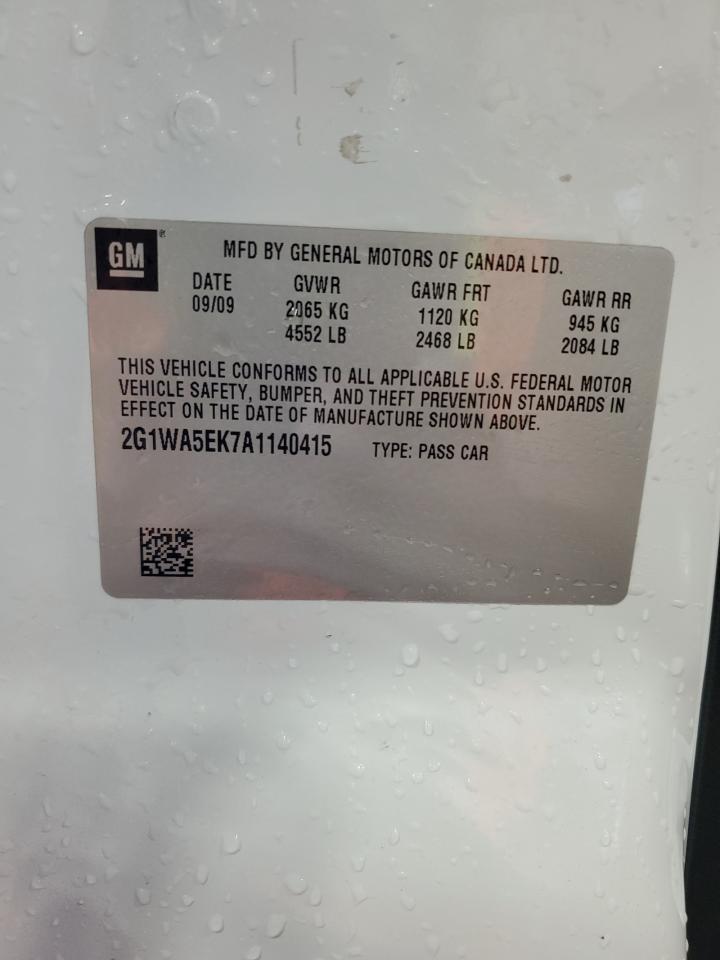 GM®
MFD BY GENERAL MOTORS OF CANADA LTD.
DATE GVWR GAWR FRT GAWR RR
09/09 2065 KG 1120 KG 945 KG
4552 LB 2468 LB 2084 LB
THIS VEHICLE CONFORMS TO ALL APPLICABLE U.S. FEDERAL MOTOR
VEHICLE SAFETY, BUMPER, AND THEFT PREVENTION STANDARDS IN
EFFECT ON THE DATE OF MANUFACTURE SHOWN ABOVE.
2G1WA5EK7A1140415 TYPE: PASS CAR